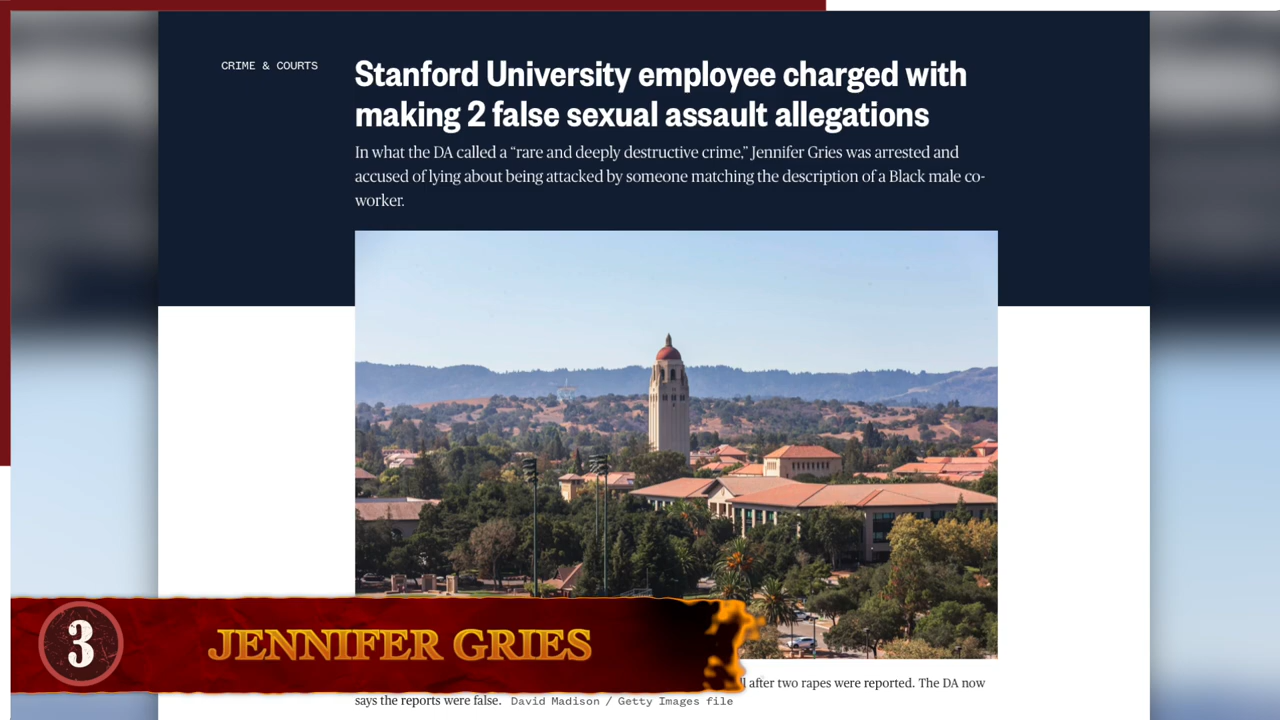 CRIME & COURTS
Stanford University employee charged with
making 2 false sexual assault allegations
In what the DA called a “rare and deeply destructive crime,” Jennifer Gries was arrested and
accused of lying about being attacked by someone matching the description of a Black male co-
worker.
3
JENNIFER GRIES
after two rapes were reported. The DA now
says the reports were false. David Madison / Getty Images file